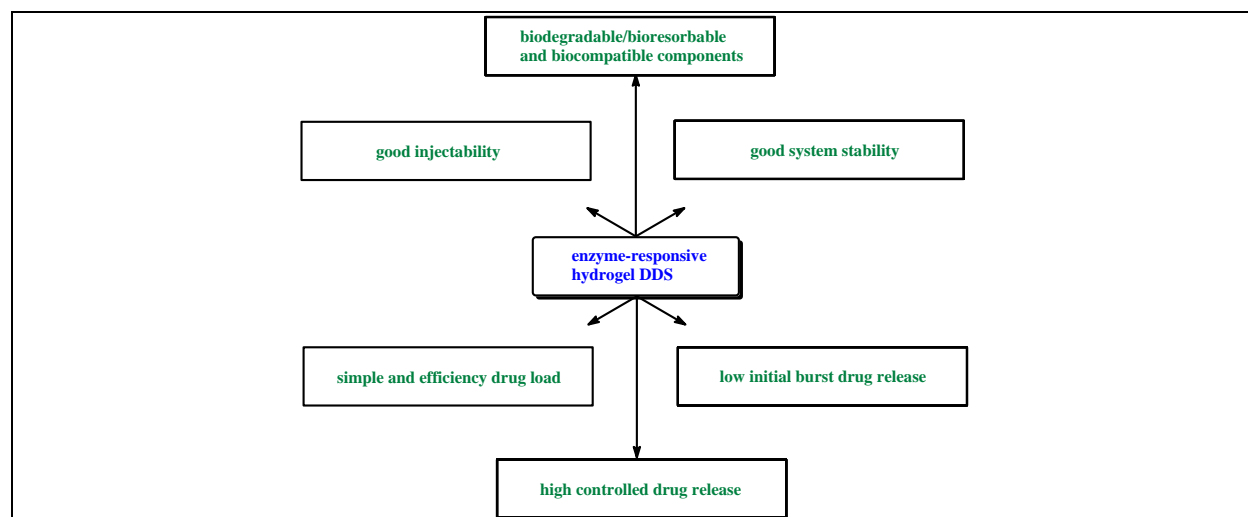 biodegradable/bioresorbable
and biocompatible components
good injectability
good system stability
enzyme-responsive
hydrogel DDS
simple and efficiency drug load
low initial burst drug release
high controlled drug release